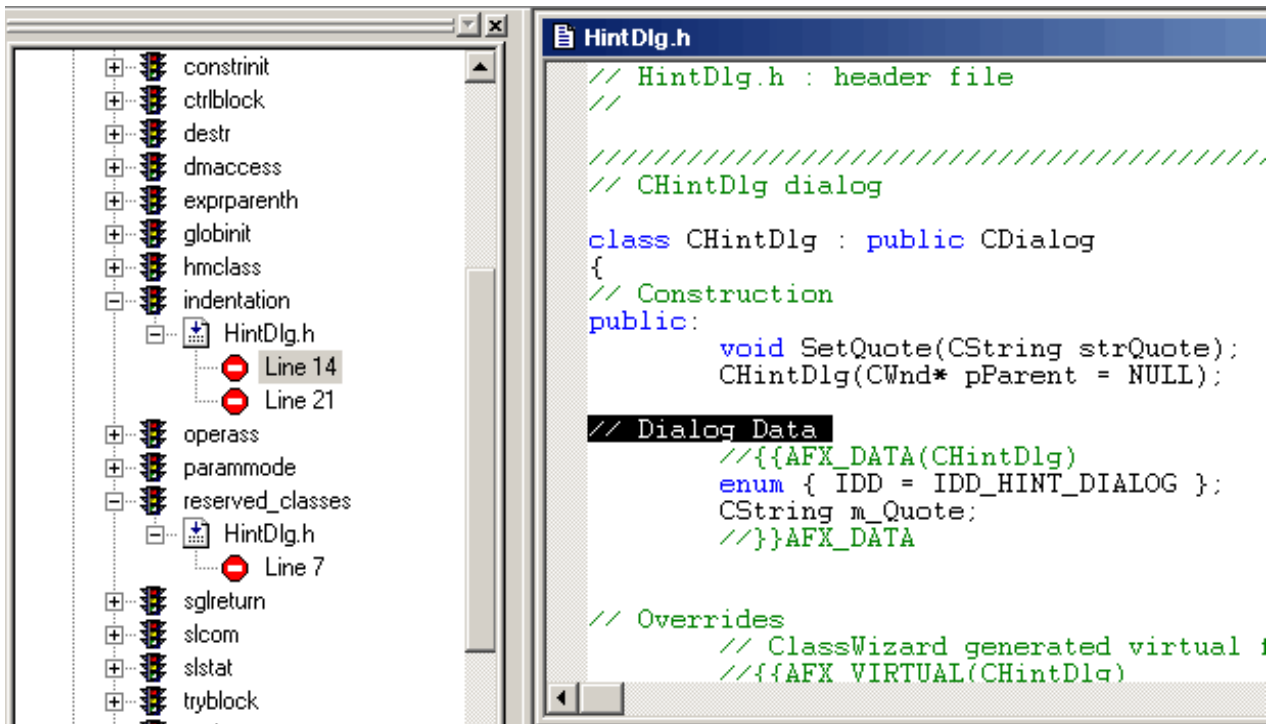 constrinit
ctrlblock
destr
dmaccess
exprparenth
globinit
hmclass
indentation
HintDlg.h
Line 14
Line 21
operass
parammode
reserved_classes
HintDlg.h
Line 7
sglreturn
slcom
slstat
tryblock
HintDlg.h
// HintDlg.h : header file
//
/////////////////////////////////////////
// CHintDlg dialog
class CHintDlg : public CDialog
{
// Construction
public:
void SetQuote(CString strQuote);
CHintDlg(CWnd* pParent = NULL);
// Dialog Data
//{{AFX_DATA(CHintDlg)
enum { IDD = IDD_HINT_DIALOG };
CString m_Quote;
//}}AFX_DATA
// Overrides
// ClassWizard generated virtual f
//{{AFX_VIRTUAL(CHintDlg)